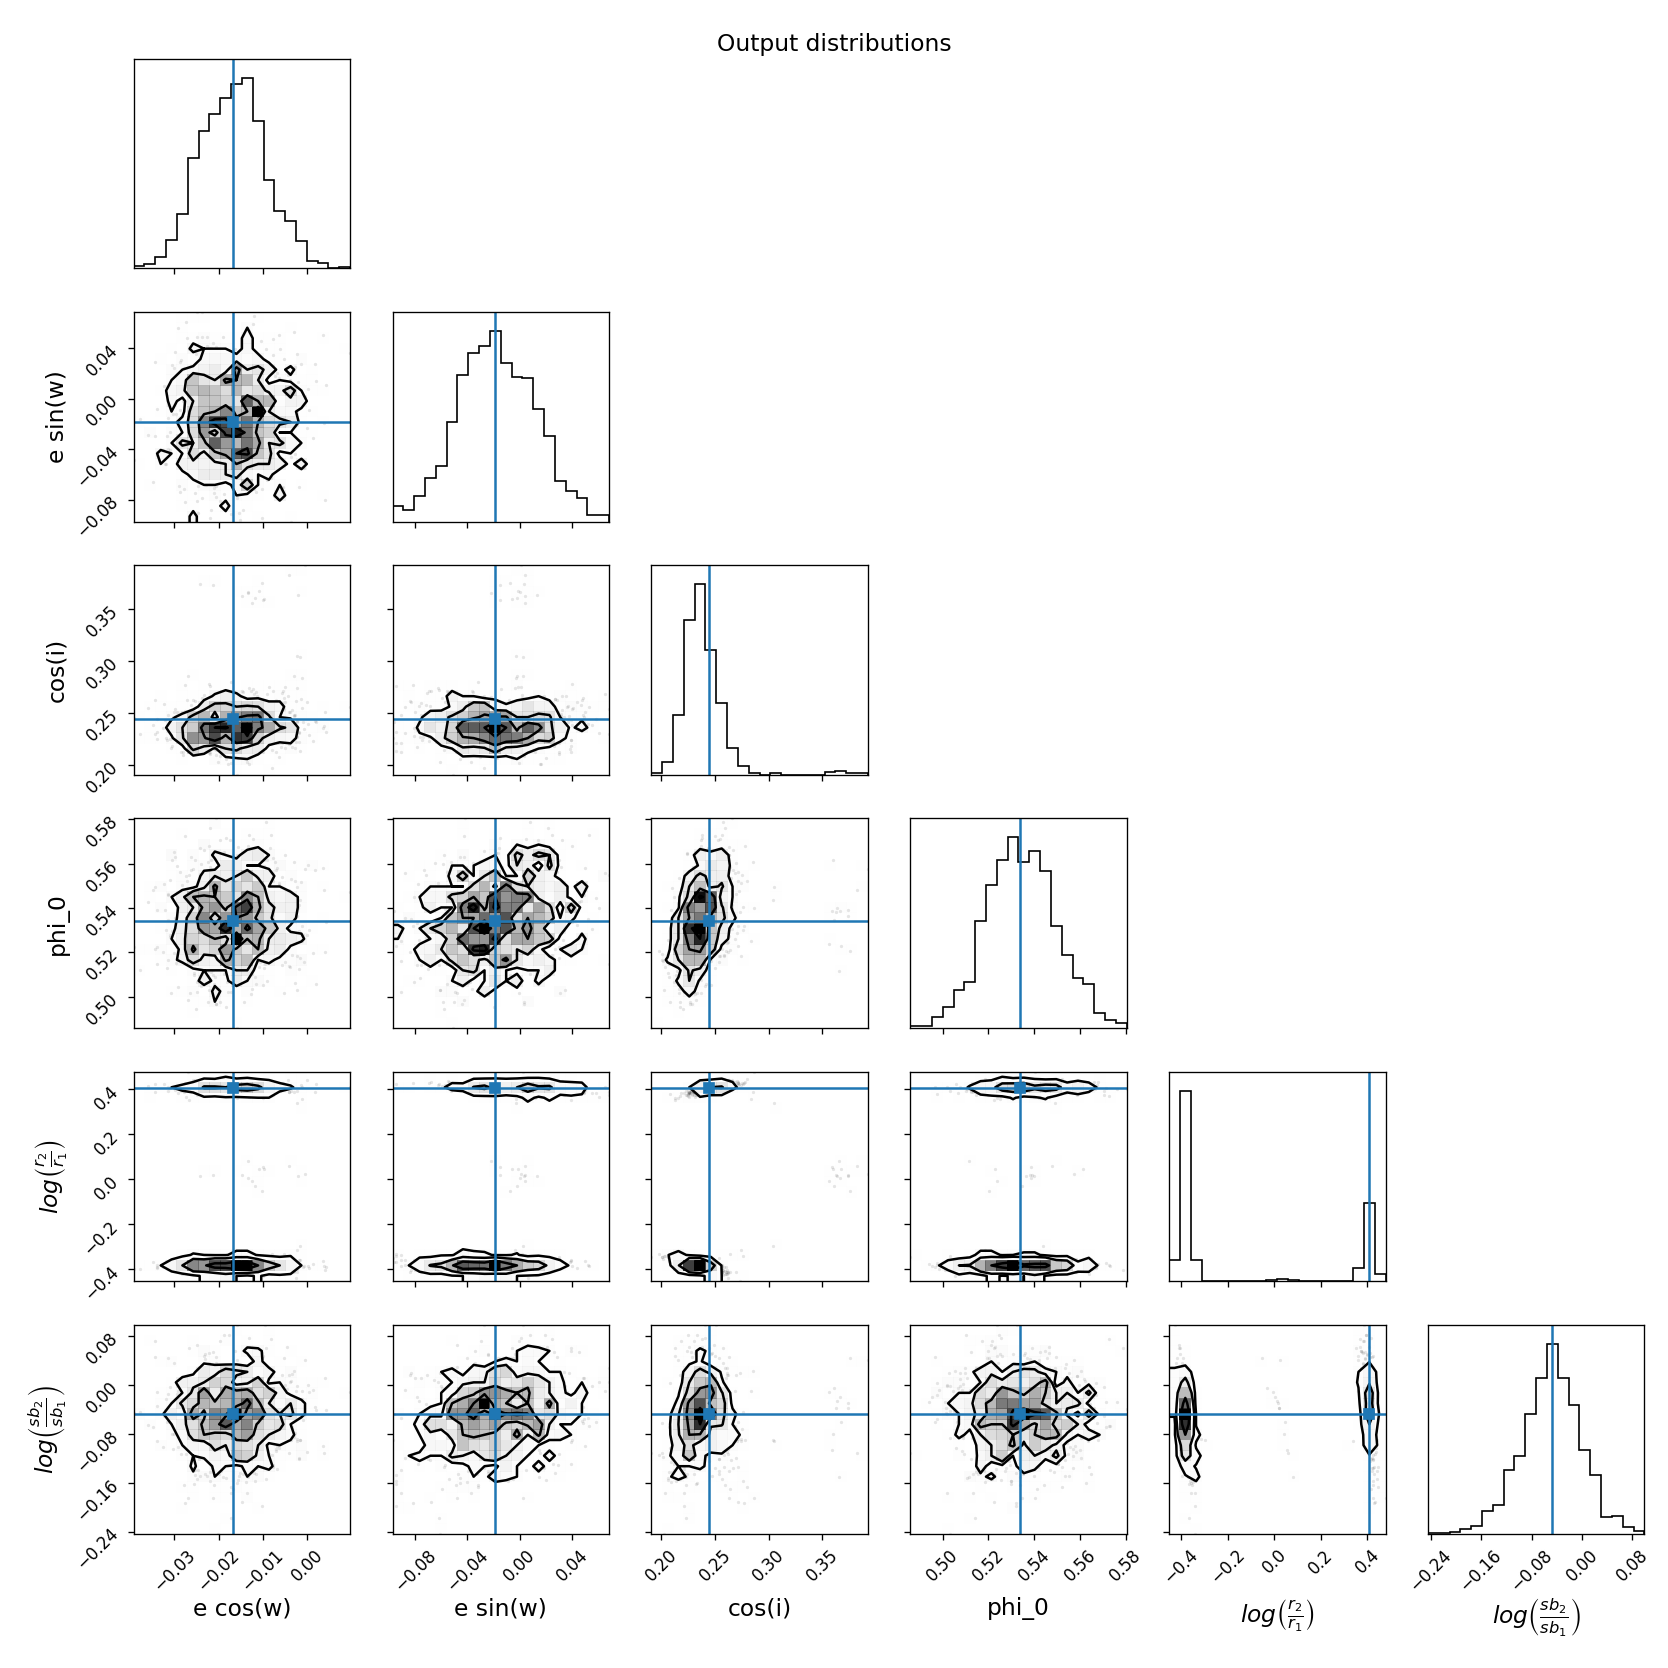 Output distributions
e sin(w)
0.04
0.00
−0.04
−0.08
cos(i)
0.35
0.30
0.25
0.20
phi_0
0.58
0.56
0.54
0.52
0.50
log(r₂/r₁)
0.4
0.2
0.0
−0.2
−0.4
log(sb₂/sb₁)
0.08
0.00
−0.08
−0.16
−0.24
−0.03 −0.02 −0.01 0.00 −0.08 −0.04 0.00 0.04 0.20 0.25 0.30 0.35 0.50 0.52 0.54 0.56 0.58 −0.4 −0.2 0.0 0.2 0.4 −0.24 −0.16 −0.08 0.00 0.08
e cos(w) e sin(w) cos(i) phi_0 log(r₂/r₁) log(sb₂/sb₁)